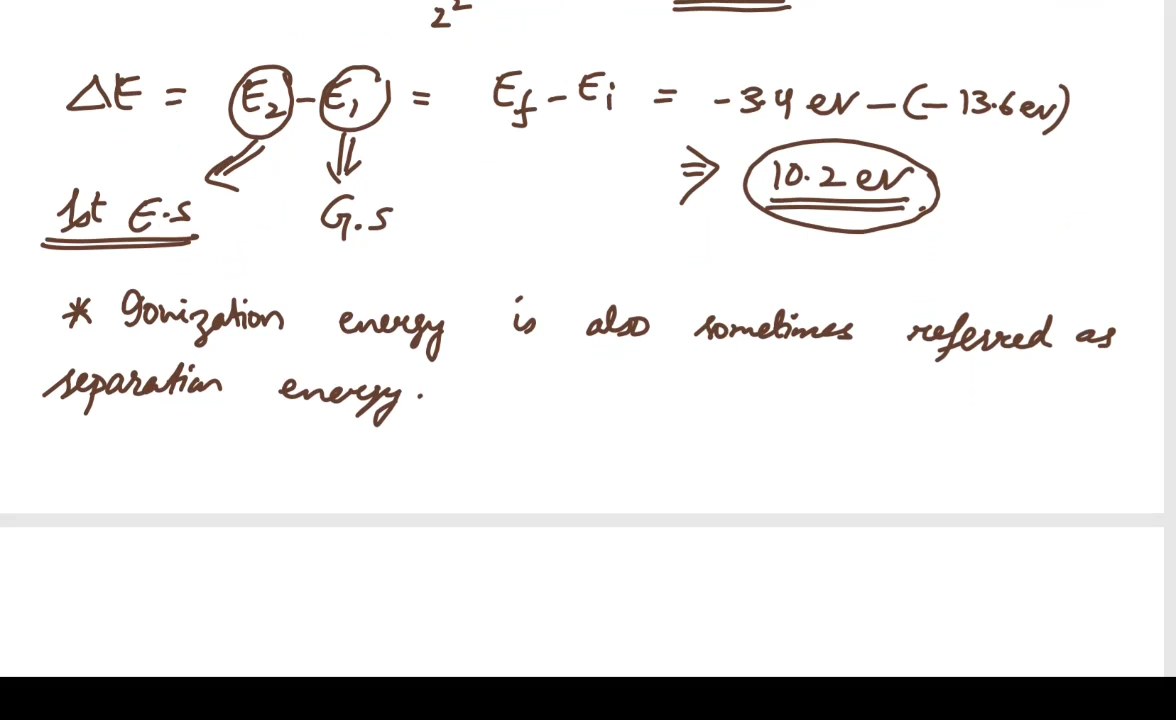 2²
ΔE = E₂ - E₁ = Ef - Ei = -3.4 ev - (- 13.6 ev)
⇒ 10.2 ev.
1st E.s G.s
* Ionization energy is also sometimes referred as
separation energy.